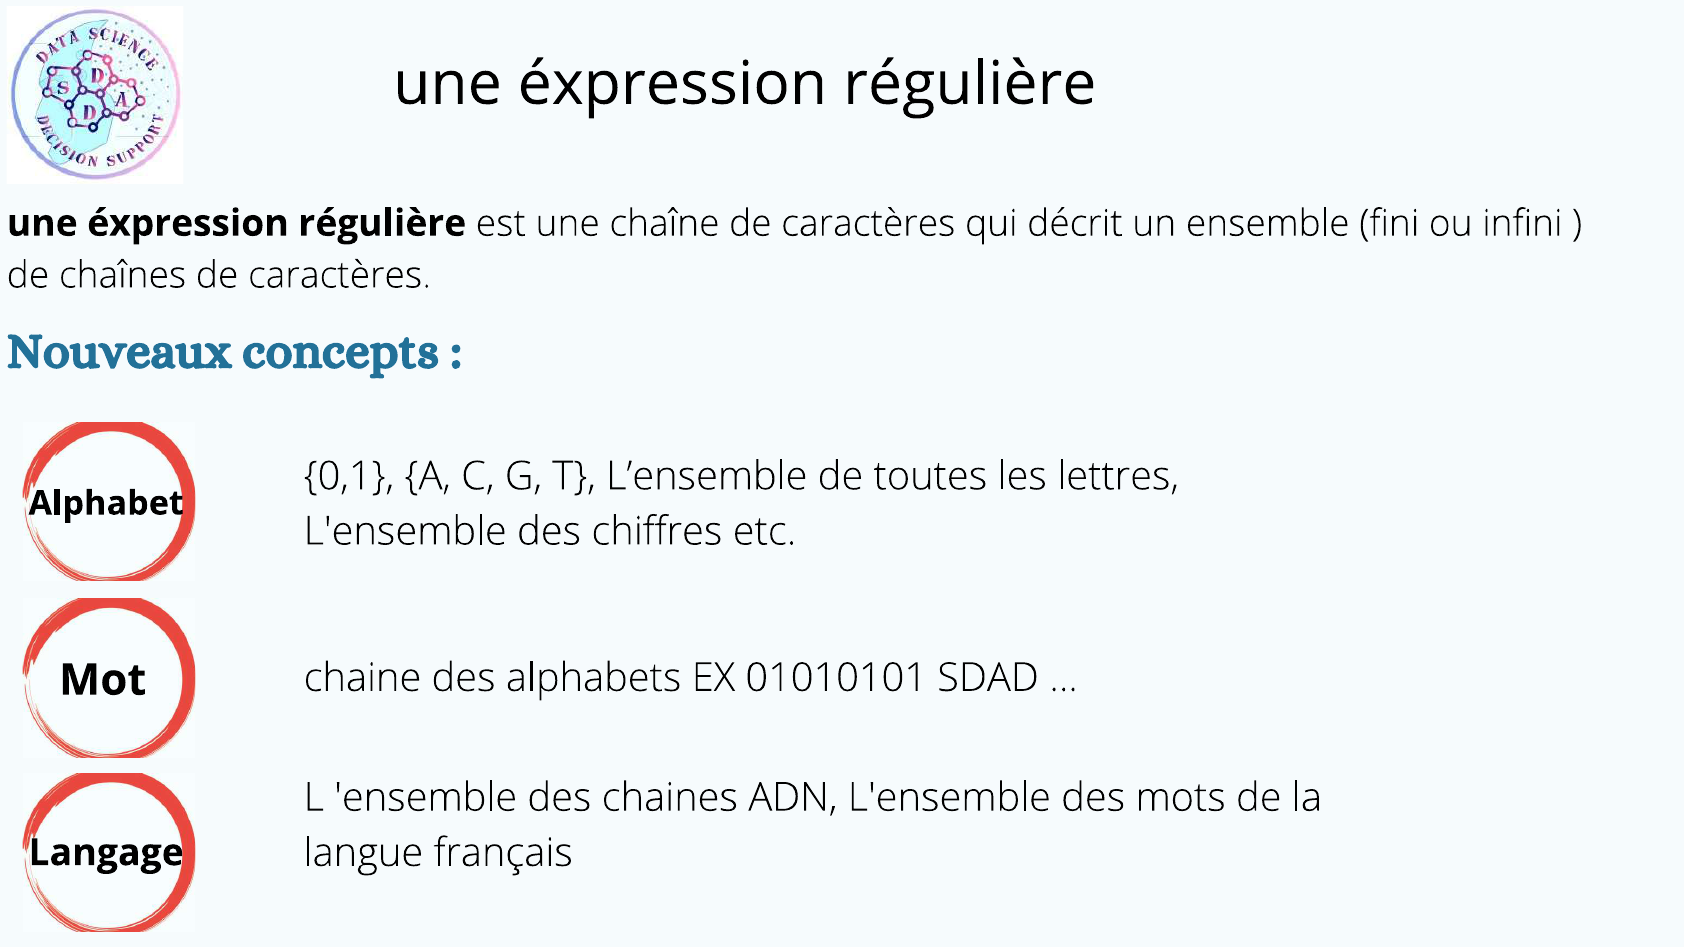 DATA SCIENCE
S D D A
DECISION SUPPORT
une éxpression régulière
une éxpression régulière est une chaîne de caractères qui décrit un ensemble (fini ou infini )
de chaînes de caractères.
Nouveaux concepts :
Alphabet
{0,1}, {A, C, G, T}, L’ensemble de toutes les lettres,
L'ensemble des chiffres etc.
Mot
chaine des alphabets EX 01010101 SDAD ...
Langage
L 'ensemble des chaines ADN, L'ensemble des mots de la
langue français